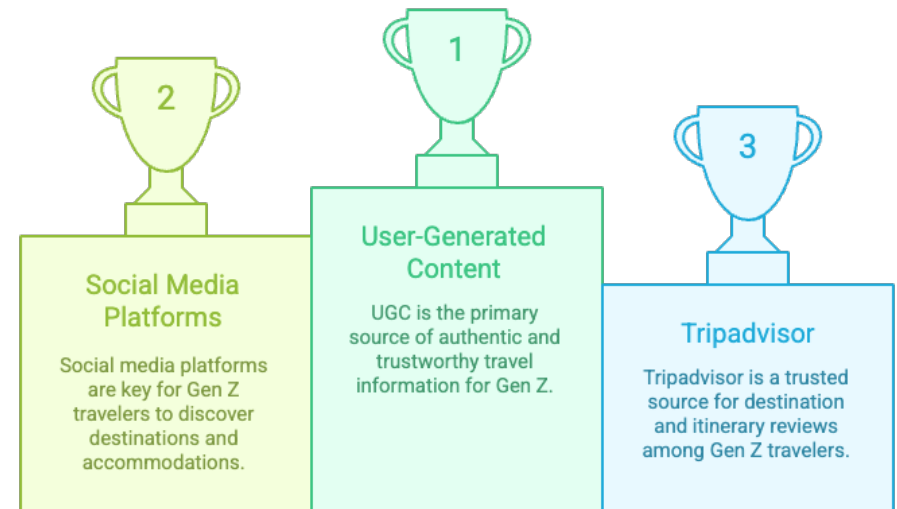 2
Social Media
Platforms
Social media platforms
are key for Gen Z
travelers to discover
destinations and
accommodations.
1
User-Generated
Content
UGC is the primary
source of authentic and
trustworthy travel
information for Gen Z.
3
Tripadvisor
Tripadvisor is a trusted
source for destination
and itinerary reviews
among Gen Z travelers.